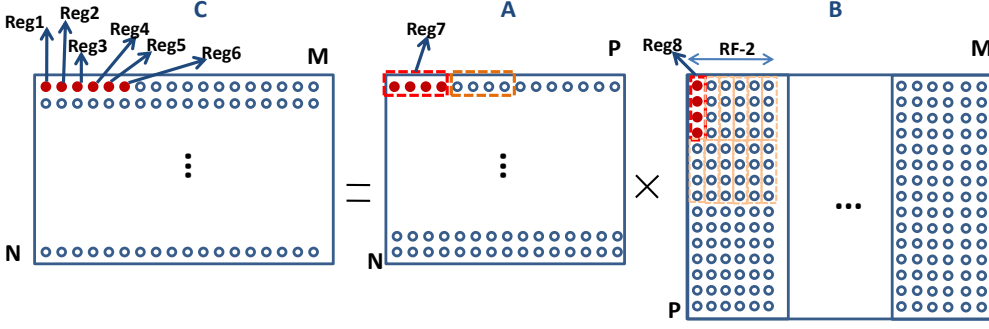 C
A
B
Reg1
Reg2
Reg3
Reg4
Reg5
Reg6
M
Reg7
P
Reg8
RF-2
M
N
=
N
×
P